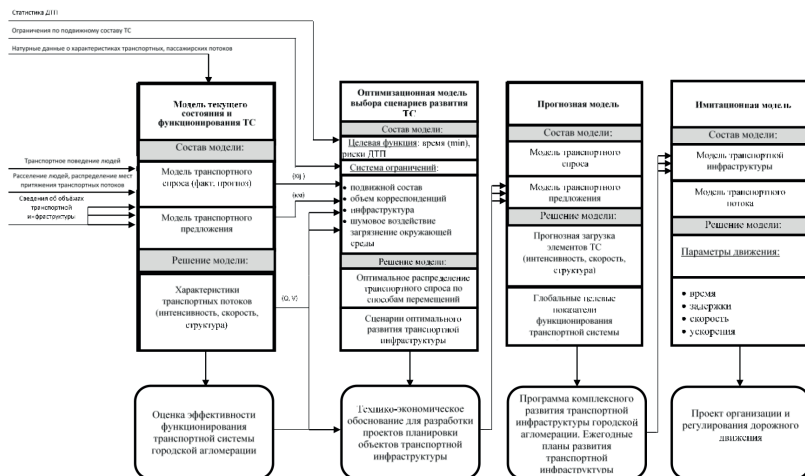 Статистика ДТП
Ограничения по подвижному составу ТС
Натурные данные о характеристиках транспортных, пассажирских потоков
Транспортное поведение людей
Расселение людей, распределение мест
притяжения транспортных потоков
Сведения об объектах
транспортной
инфраструктуры
Модель текущего
состояния и
функционирования ТС
Состав модели:
Модель транспортного
спроса (факт, прогноз)
Модель транспортного
предложения
Решение модели:
Характеристики
транспортных потоков
(интенсивность, скорость,
структура)
Оценка эффективности
функционирования
транспортной системы
городской агломерации
(Q, V)
Оптимизационная модель
выбора сценариев развития
ТС
Состав модели:
Целевая функция: время (min),
риски ДТП
Система ограничений:
• подвижной состав
• объем корреспонденций
• инфраструктура
• шумовое воздействие
загрязнение окружающей
среды
Решение модели:
Оптимальное распределение
транспортного спроса по
способам перемещений
Сценарии оптимального
развития транспортной
инфраструктуры
Технико-экономическое
обоснование для разработки
проектов планировки
объектов транспортной
инфраструктуры
Прогнозная модель
Состав модели:
Модель транспортного
спроса
Модель транспортного
предложения
Решение модели:
Прогнозная загрузка
элементов ТС
(интенсивность, скорость,
структура)
Глобальные целевые
показатели
функционирования
транспортной системы
Программа комплексного
развития транспортной
инфраструктуры городской
агломерации. Ежегодные
планы развития
транспортной
инфраструктуры
Имитационная модель
Состав модели:
Модель транспортной
инфраструктуры
Модель транспортного
потока
Решение модели:
Параметры движения:
• время
• задержки
• скорость
• ускорения
Проект организации и
регулирования дорожного
движения